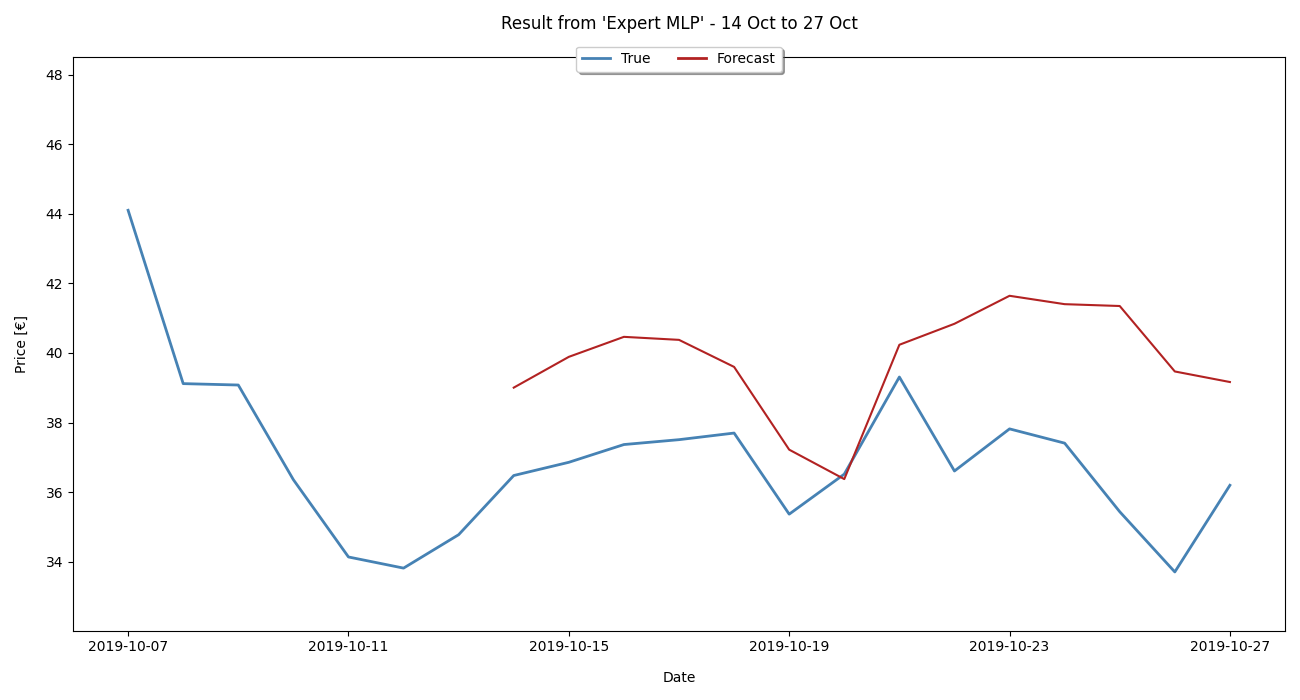 Result from 'Expert MLP' - 14 Oct to 27 Oct
True Forecast
48
46
44
42
40
38
36
34
Price [€]
2019-10-07 2019-10-11 2019-10-15 2019-10-19 2019-10-23 2019-10-27
Date